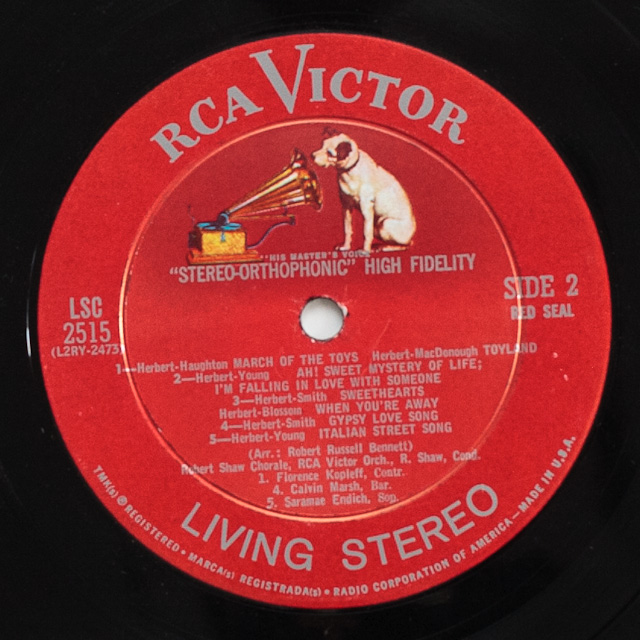 RCA VICTOR
"HIS MASTER'S VOICE"
"STEREO-ORTHOPHONIC" HIGH FIDELITY
SIDE 2
RED SEAL
LSC
2515
(L2RY-2473)
1—Herbert-Haughton MARCH OF THE TOYS Herbert-MacDonough TOYLAND
2—Herbert-Young AH! SWEET MYSTERY OF LIFE;
I'M FALLING IN LOVE WITH SOMEONE
3—Herbert-Smith SWEETHEARTS
Herbert-Blossom WHEN YOU'RE AWAY
4—Herbert-Smith GYPSY LOVE SONG
5—Herbert-Young ITALIAN STREET SONG
(Arr.: Robert Russell Bennett)
Robert Shaw Chorale, RCA Victor Orch., R. Shaw, Cond.
1. Florence Kopleff, Contr.
4. Calvin Marsh, Bar.
5. Saramae Endich, Sop.
LIVING STEREO
TMK(s) ® REGISTERED • MARCA(s) REGISTRADA(s) • RADIO CORPORATION OF AMERICA—MADE IN U.S.A.